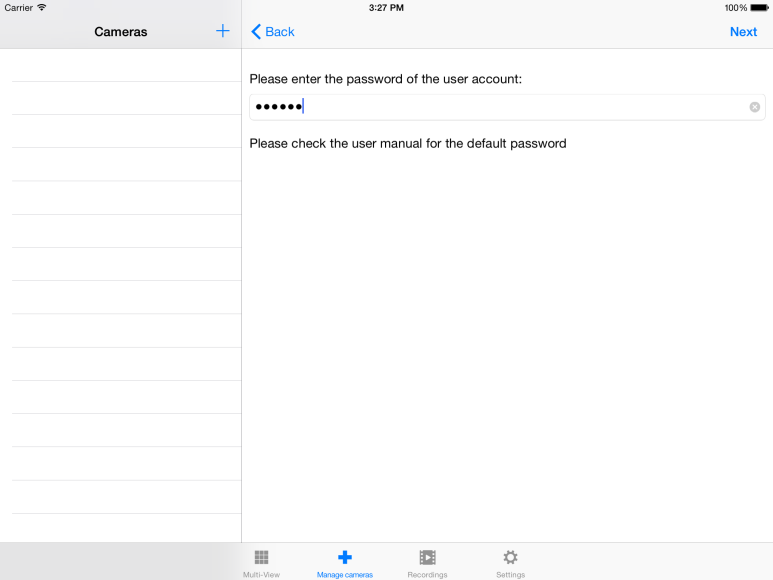 Carrier 3:27 PM 100%
Cameras + Back Next
Please enter the password of the user account:
••••••
Please check the user manual for the default password
Multi-View Manage cameras Recordings Settings